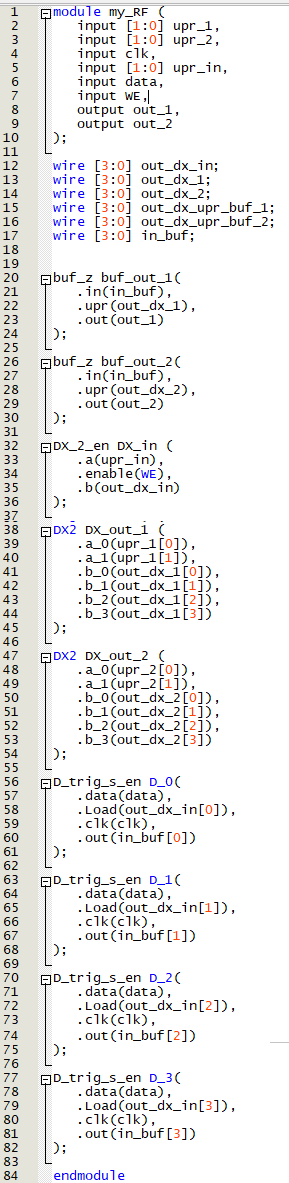 1 module my_RF (
2 input [1:0] upr_1,
3 input [1:0] upr_2,
4 input clk,
5 input [1:0] upr_in,
6 input data,
7 input WE,
8 output out_1,
9 output out_2
10 );
11
12 wire [3:0] out_dx_in;
13 wire [3:0] out_dx_1;
14 wire [3:0] out_dx_2;
15 wire [3:0] out_dx_upr_buf_1;
16 wire [3:0] out_dx_upr_buf_2;
17 wire [3:0] in_buf;
18
19
20 buf_z buf_out_1(
21 .in(in_buf),
22 .upr(out_dx_1),
23 .out(out_1)
24 );
25
26 buf_z buf_out_2(
27 .in(in_buf),
28 .upr(out_dx_2),
29 .out(out_2)
30 );
31
32 DX_2_en DX_in (
33 .a(upr_in),
34 .enable(WE),
35 .b(out_dx_in)
36 );
37
38 DX2 DX_out_1 (
39 .a_0(upr_1[0]),
40 .a_1(upr_1[1]),
41 .b_0(out_dx_1[0]),
42 .b_1(out_dx_1[1]),
43 .b_2(out_dx_1[2]),
44 .b_3(out_dx_1[3])
45 );
46
47 DX2 DX_out_2 (
48 .a_0(upr_2[0]),
49 .a_1(upr_2[1]),
50 .b_0(out_dx_2[0]),
51 .b_1(out_dx_2[1]),
52 .b_2(out_dx_2[2]),
53 .b_3(out_dx_2[3])
54 );
55
56 D_trig_s_en D_0(
57 .data(data),
58 .Load(out_dx_in[0]),
59 .clk(clk),
60 .out(in_buf[0])
61 );
62
63 D_trig_s_en D_1(
64 .data(data),
65 .Load(out_dx_in[1]),
66 .clk(clk),
67 .out(in_buf[1])
68 );
69
70 D_trig_s_en D_2(
71 .data(data),
72 .Load(out_dx_in[2]),
73 .clk(clk),
74 .out(in_buf[2])
75 );
76
77 D_trig_s_en D_3(
78 .data(data),
79 .Load(out_dx_in[3]),
80 .clk(clk),
81 .out(in_buf[3])
82 );
83
84 endmodule